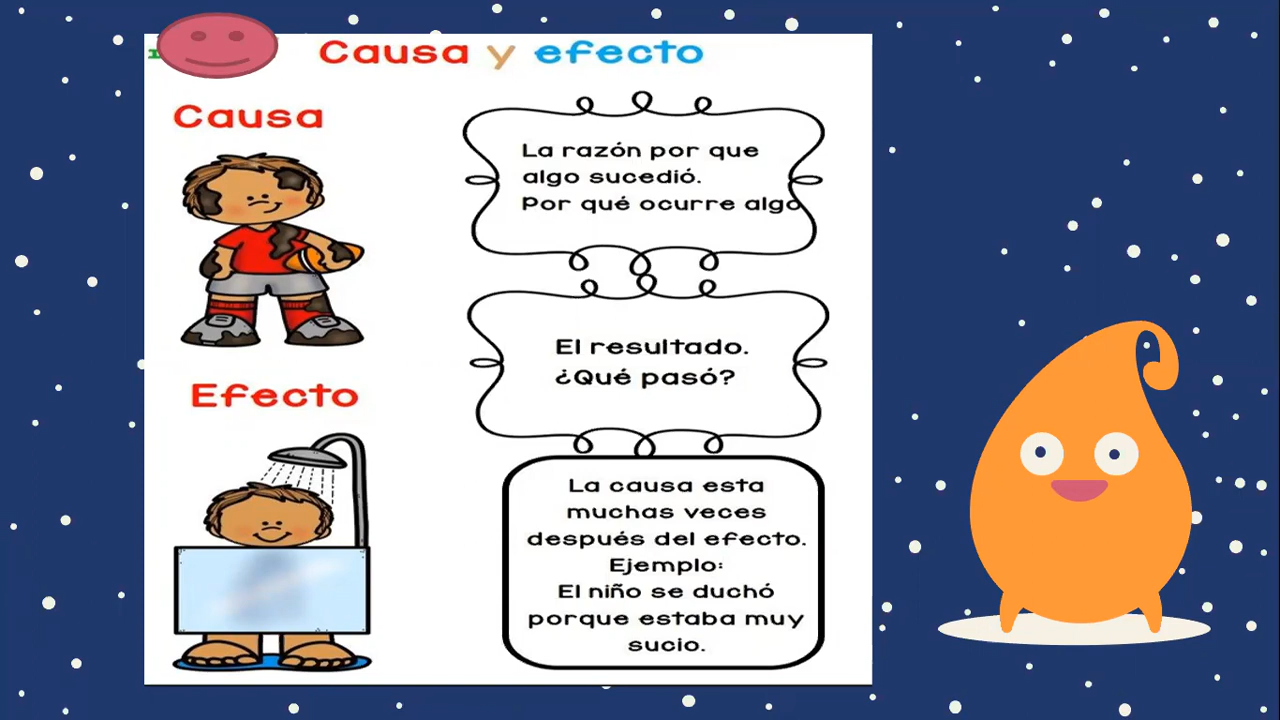 Causa y efecto
Causa
La razón por que
algo sucedió.
Por qué ocurre algo
El resultado.
¿Qué pasó?
Efecto
La causa esta
muchas veces
después del efecto.
Ejemplo:
El niño se duchó
porque estaba muy
sucio.